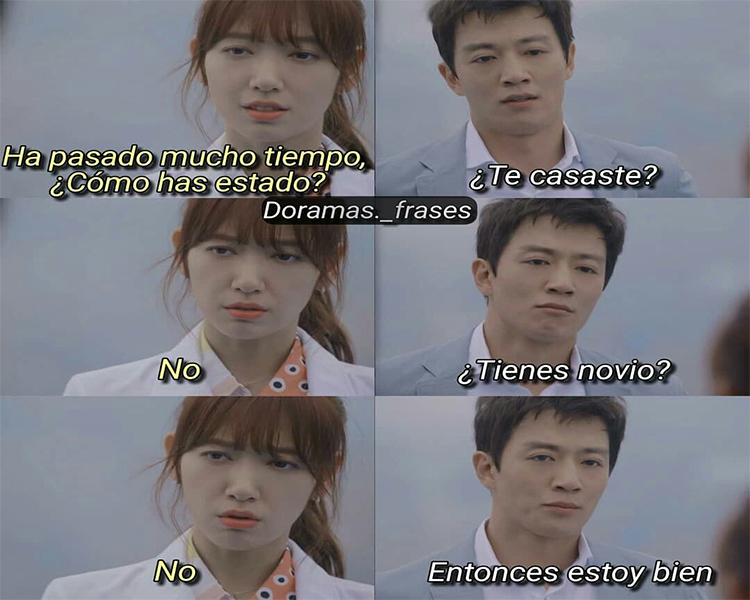 Ha pasado mucho tiempo,
¿Cómo has estado?
¿Te casaste?
Doramas._frases
No
¿Tienes novio?
No
Entonces estoy bien